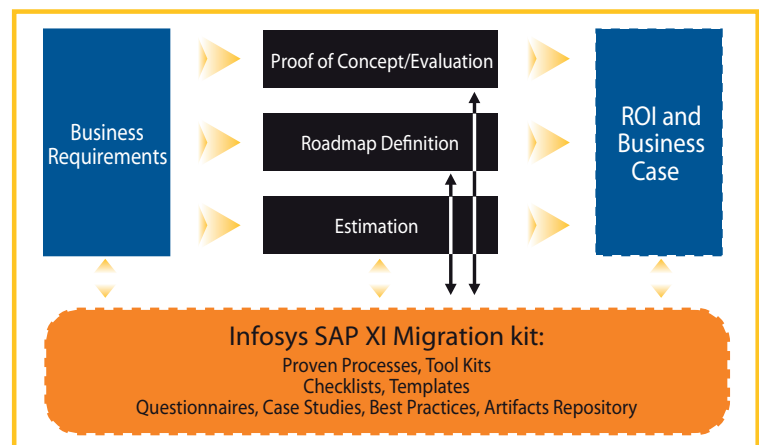 Business
Requirements
Proof of Concept/Evaluation
Roadmap Definition
Estimation
ROI and
Business
Case
Infosys SAP XI Migration kit:
Proven Processes, Tool Kits
Checklists, Templates
Questionnaires, Case Studies, Best Practices, Artifacts Repository